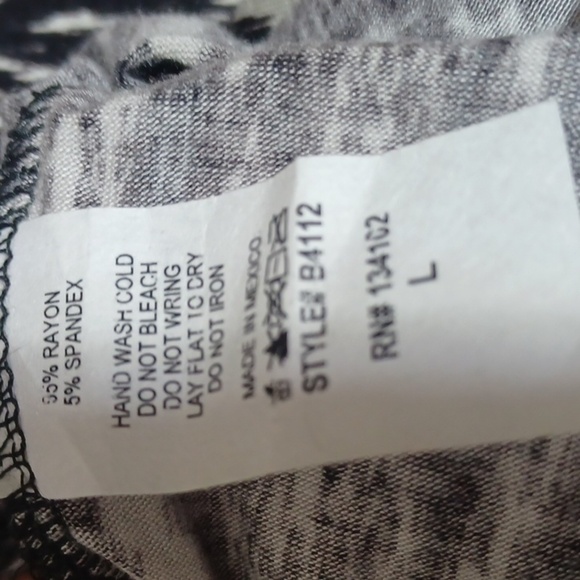 95% RAYON
5% SPANDEX
HAND WASH COLD
DO NOT BLEACH
DO NOT WRING
LAY FLAT TO DRY
DO NOT IRON
MADE IN MEXICO
STYLE# B4112
RN# 134102
L